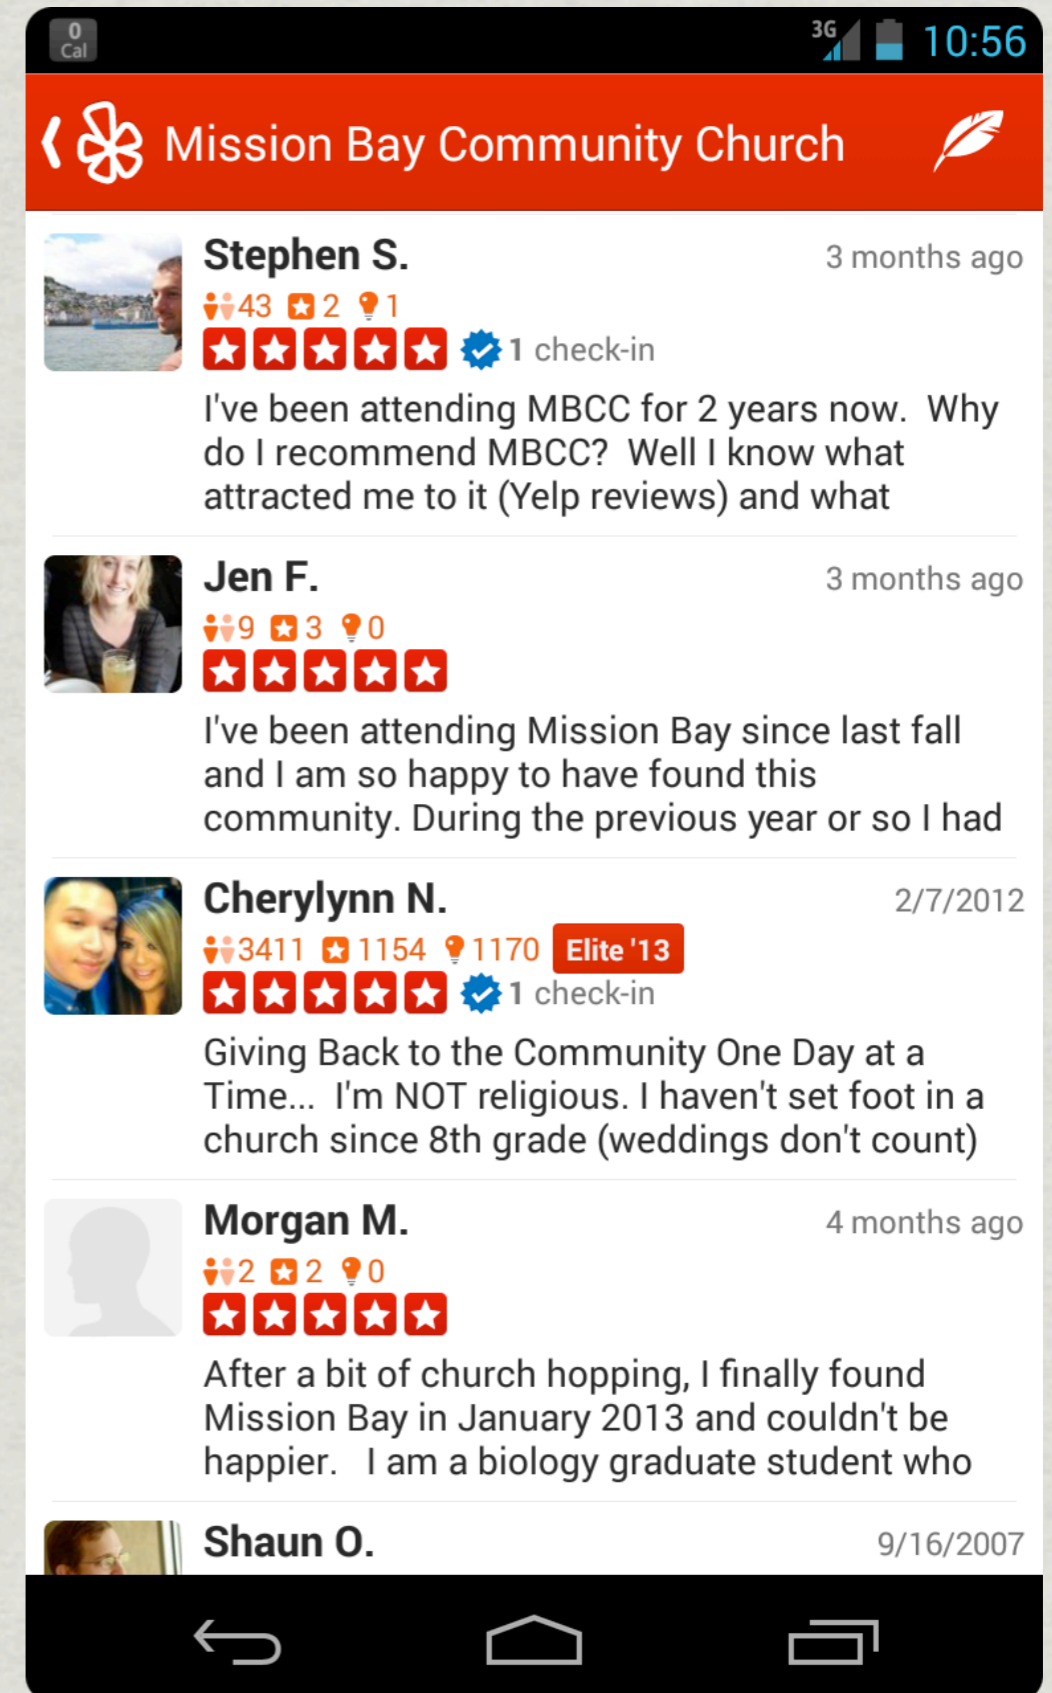 0
Cal
3G
10:56
Mission Bay Community Church
Stephen S.
3 months ago
43 2 1
1 check-in
I've been attending MBCC for 2 years now.  Why
do I recommend MBCC?  Well I know what
attracted me to it (Yelp reviews) and what
Jen F.
3 months ago
9 3 0
I've been attending Mission Bay since last fall
and I am so happy to have found this
community. During the previous year or so I had
Cherylynn N.
2/7/2012
3411 1154 1170 Elite '13
1 check-in
Giving Back to the Community One Day at a
Time...  I'm NOT religious. I haven't set foot in a
church since 8th grade (weddings don't count)
Morgan M.
4 months ago
2 2 0
After a bit of church hopping, I finally found
Mission Bay in January 2013 and couldn't be
happier.   I am a biology graduate student who
Shaun O.
9/16/2007